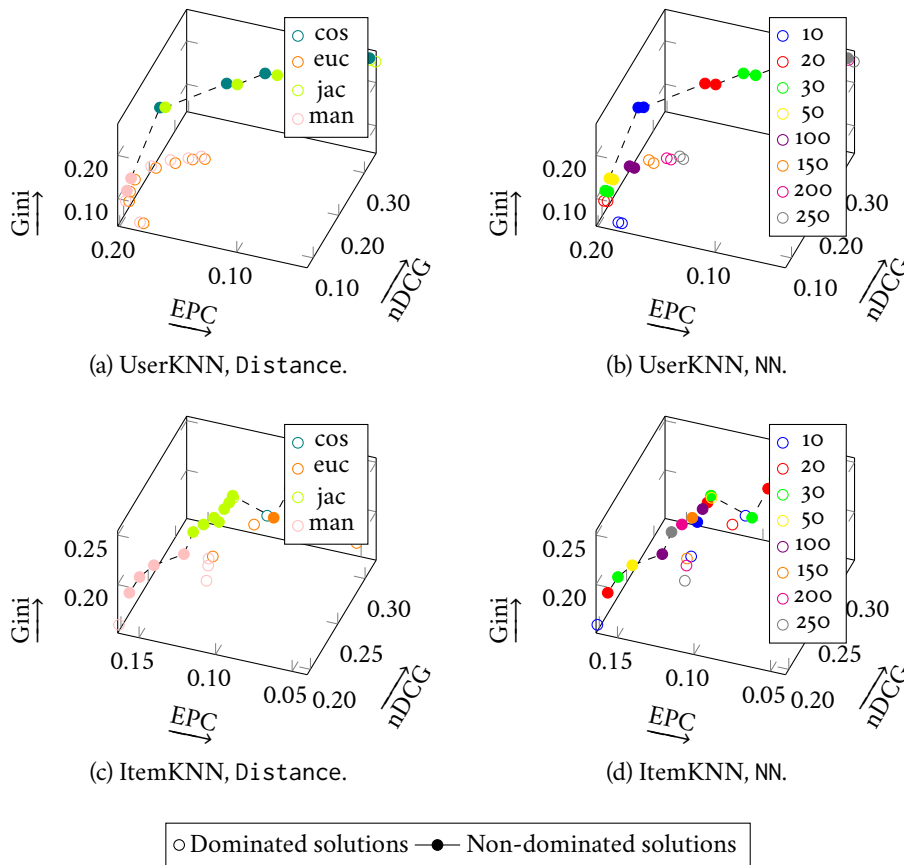 cos
euc
jac
man
0.20
0.10
Gini
0.20
0.10
0.10
0.20
0.30
EPC
nDCG
(a) UserKNN, Distance.
10
20
30
50
100
150
200
250
0.20
0.10
Gini
0.20
0.10
0.10
0.20
0.30
EPC
nDCG
(b) UserKNN, NN.
cos
euc
jac
man
0.25
0.20
Gini
0.15
0.10
0.05
0.20
0.25
0.30
EPC
nDCG
(c) ItemKNN, Distance.
10
20
30
50
100
150
200
250
0.25
0.20
Gini
0.15
0.10
0.05
0.20
0.25
0.30
EPC
nDCG
(d) ItemKNN, NN.
Dominated solutions Non-dominated solutions